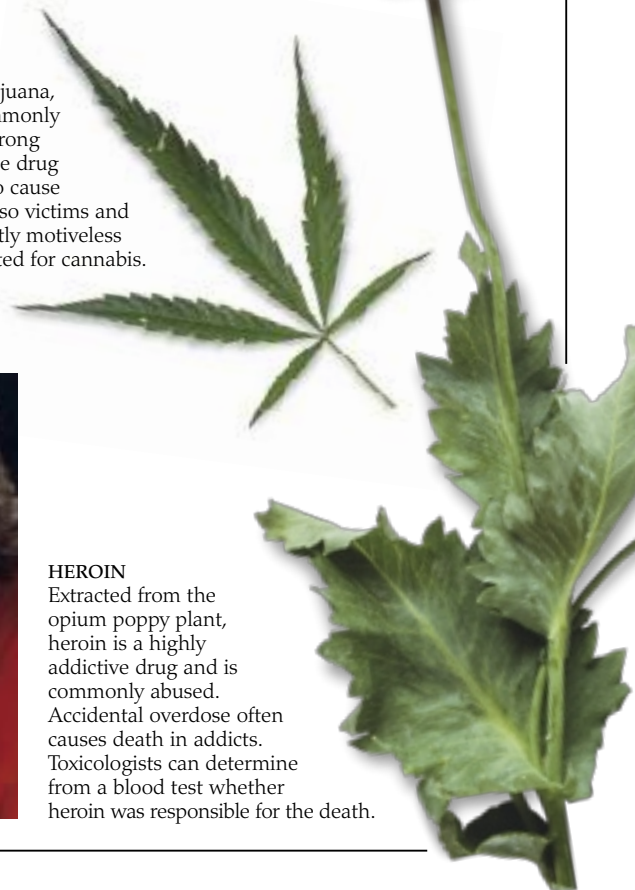 juana,
nmonly
rong
e drug
o cause
so victims and
tly motiveless
ted for cannabis.
HEROIN
Extracted from the
opium poppy plant,
heroin is a highly
addictive drug and is
commonly abused.
Accidental overdose often
causes death in addicts.
Toxicologists can determine
from a blood test whether
heroin was responsible for the death.